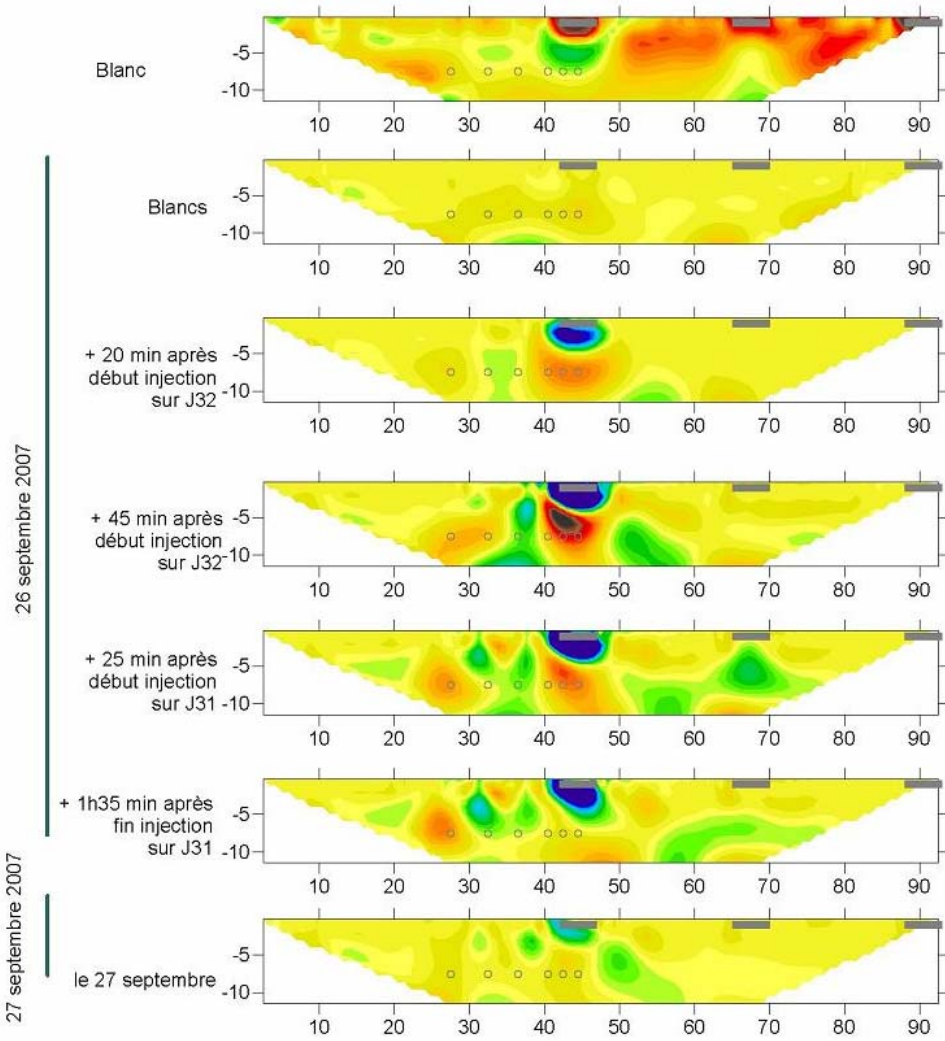 Blanc
-5
-10
10 20 30 40 50 60 70 80 90
26 septembre 2007
Blancs
-5
-10
10 20 30 40 50 60 70 80 90
+ 20 min après
début injection
sur J32
-5
-10
10 20 30 40 50 60 70 80 90
+ 45 min après
début injection
sur J32
-5
-10
10 20 30 40 50 60 70 80 90
+ 25 min après
début injection
sur J31
-5
-10
10 20 30 40 50 60 70 80 90
+ 1h35 min après
fin injection
sur J31
-5
-10
10 20 30 40 50 60 70 80 90
27 septembre 2007
le 27 septembre
-5
-10
10 20 30 40 50 60 70 80 90